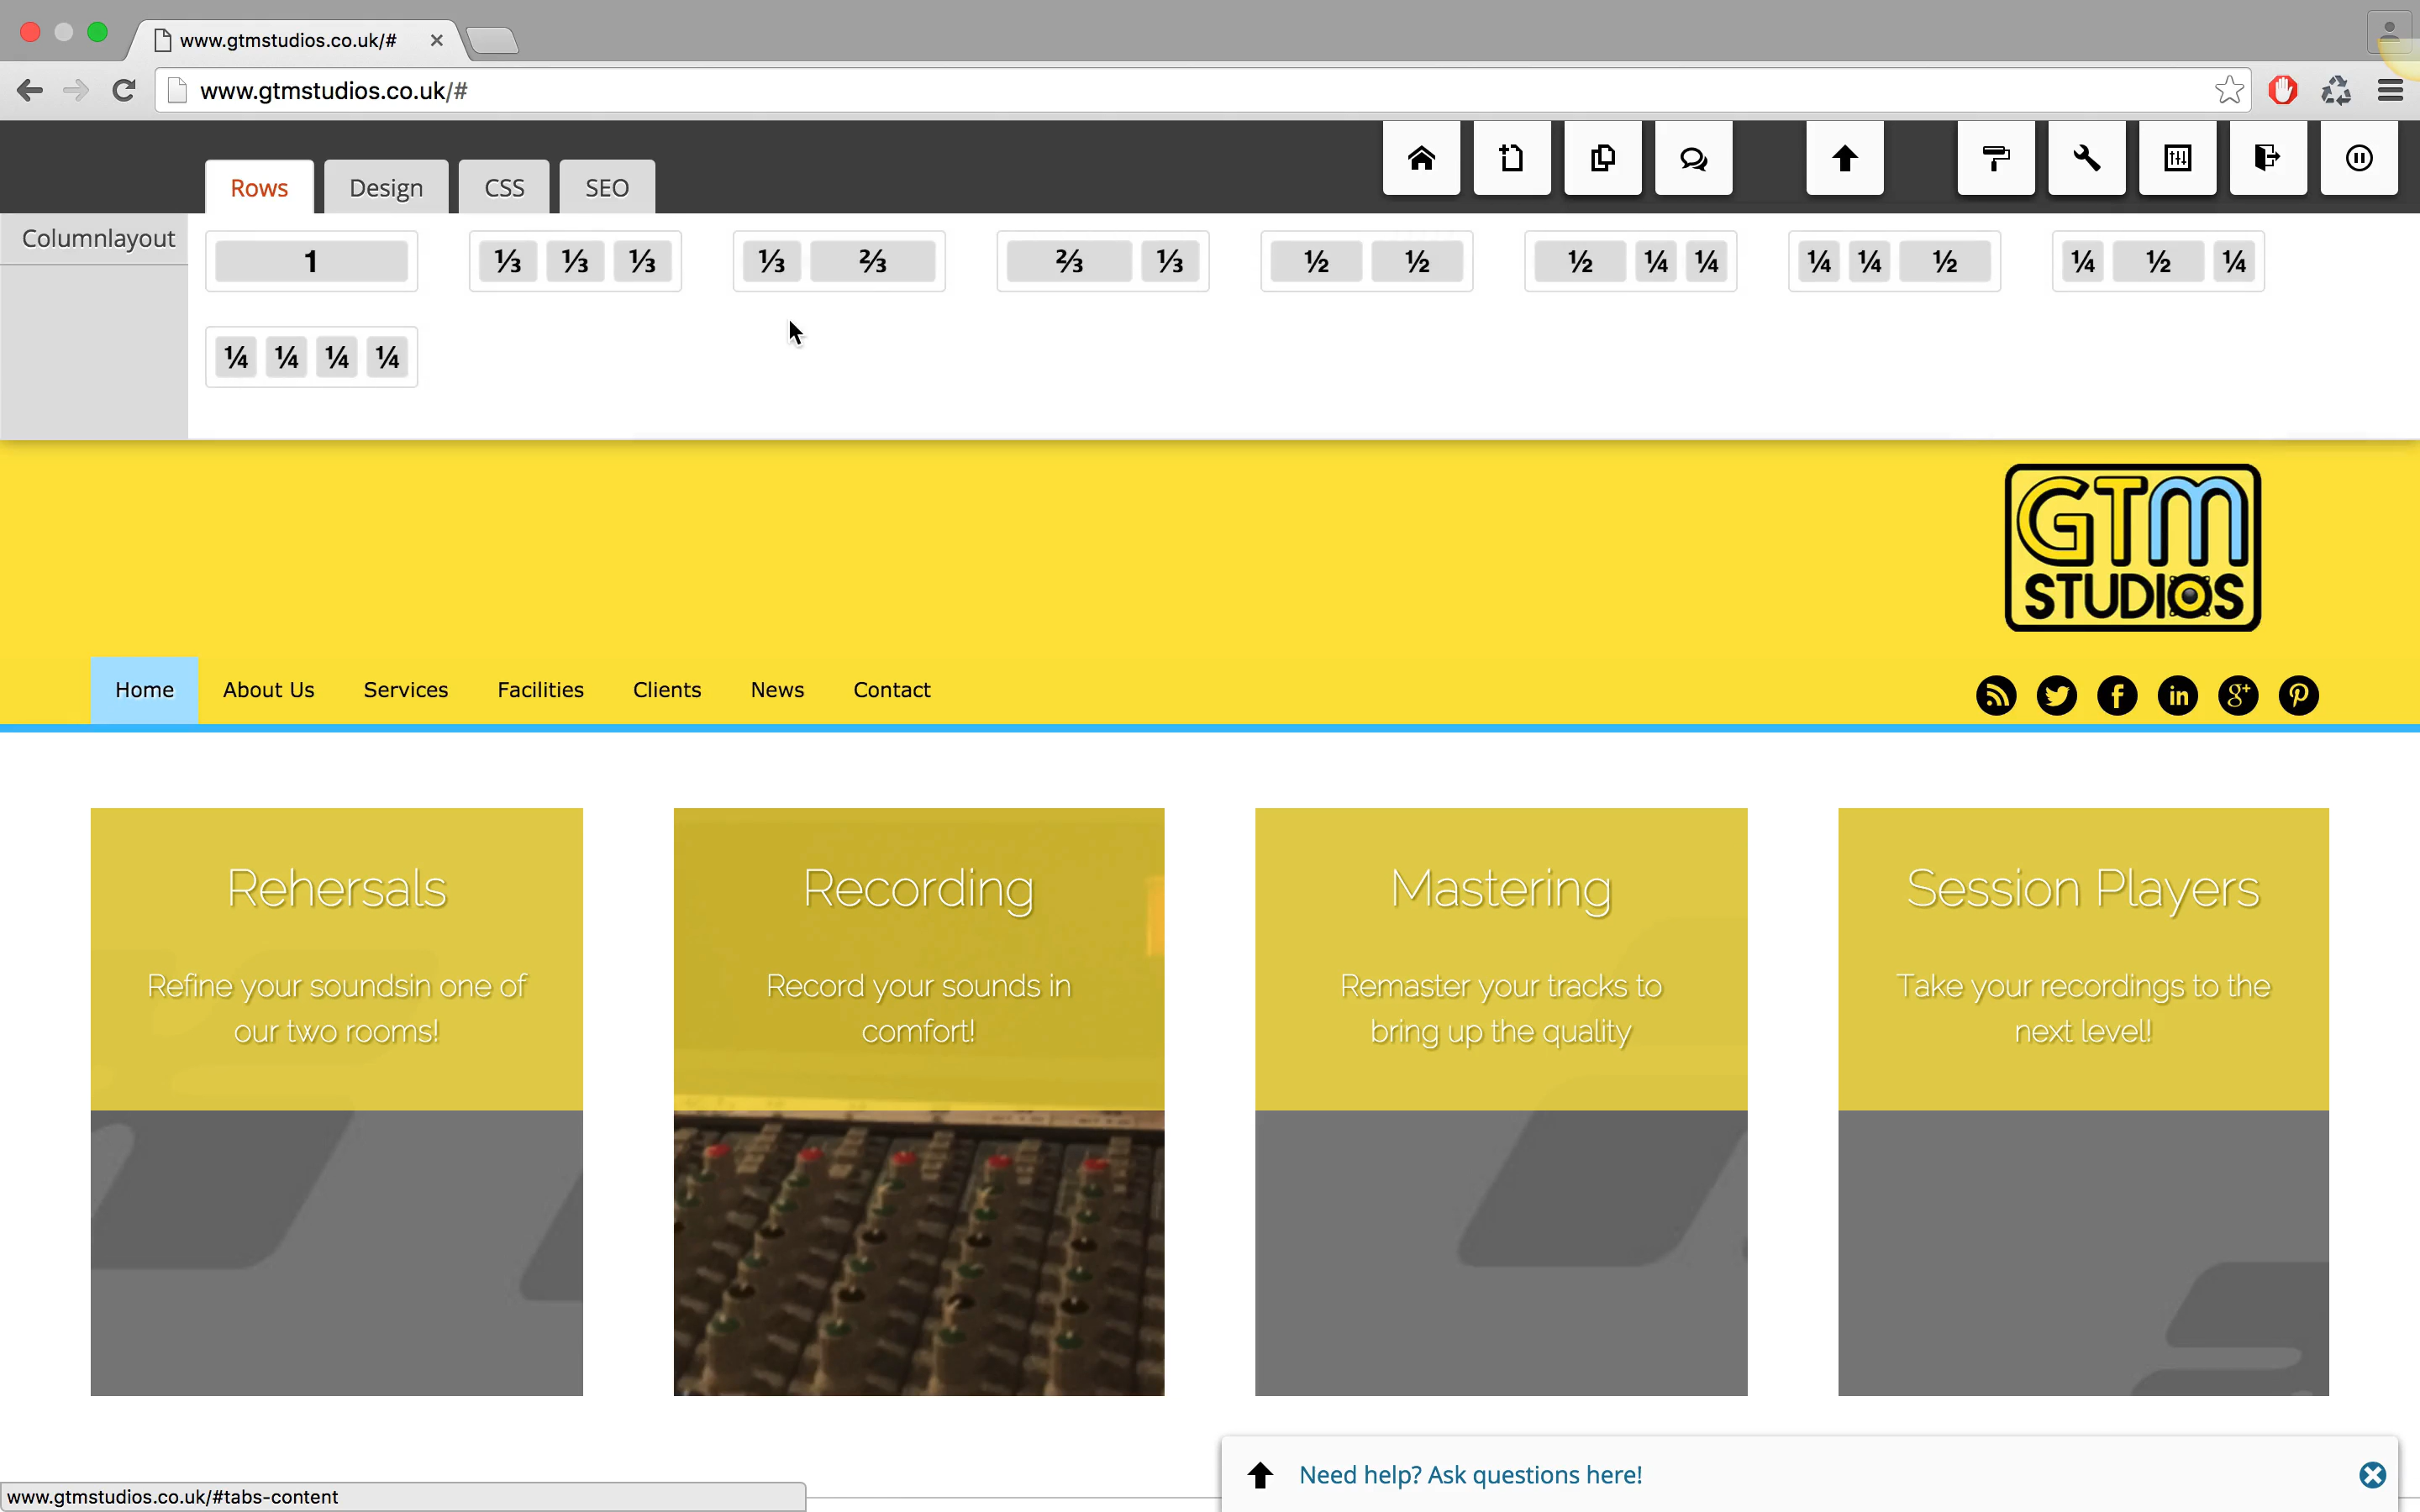 www.gtmstudios.co.uk/#
www.gtmstudios.co.uk/#
Rows Design CSS SEO
Columnlayout
1 ⅓ ⅓ ⅓ ⅓ ⅔ ⅔ ⅓ ½ ½ ½ ¼ ¼ ¼ ¼ ½ ¼ ½ ¼
¼ ¼ ¼ ¼
GTM
STUDIOS
Home About Us Services Facilities Clients News Contact
Rehersals
Refine your soundsin one of
our two rooms!
Recording
Record your sounds in
comfort!
Mastering
Remaster your tracks to
bring up the quality
Session Players
Take your recordings to the
next level!
Need help? Ask questions here!
www.gtmstudios.co.uk/#tabs-content